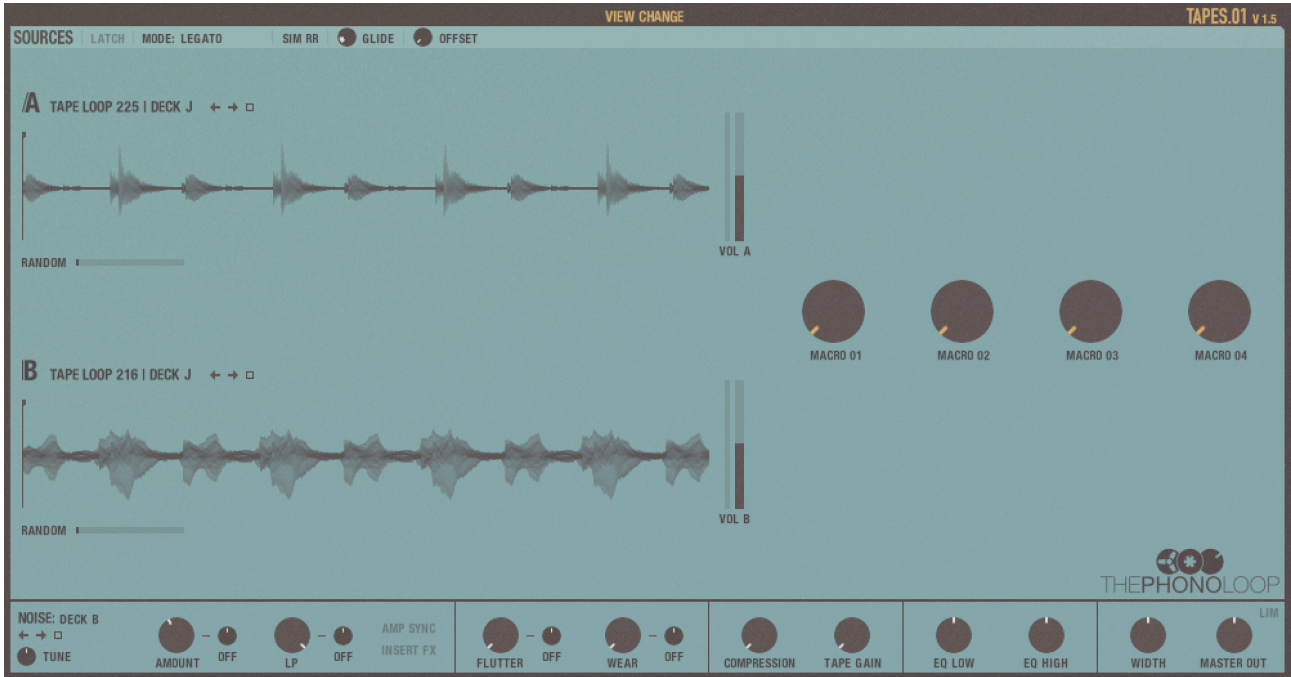 VIEW CHANGE
TAPES.01 V 1.5
SOURCES LATCH MODE: LEGATO SIM RR GLIDE OFFSET
A TAPE LOOP 225 | DECK J
VOL A
RANDOM
MACRO 01 MACRO 02 MACRO 03 MACRO 04
B TAPE LOOP 216 | DECK J
VOL B
RANDOM
THEPHONOLOOP
NOISE: DECK B
TUNE
AMOUNT OFF LP OFF
AMP SYNC
INSERT FX
FLUTTER OFF WEAR OFF
COMPRESSION TAPE GAIN
EQ LOW EQ HIGH
LIM
WIDTH MASTER OUT